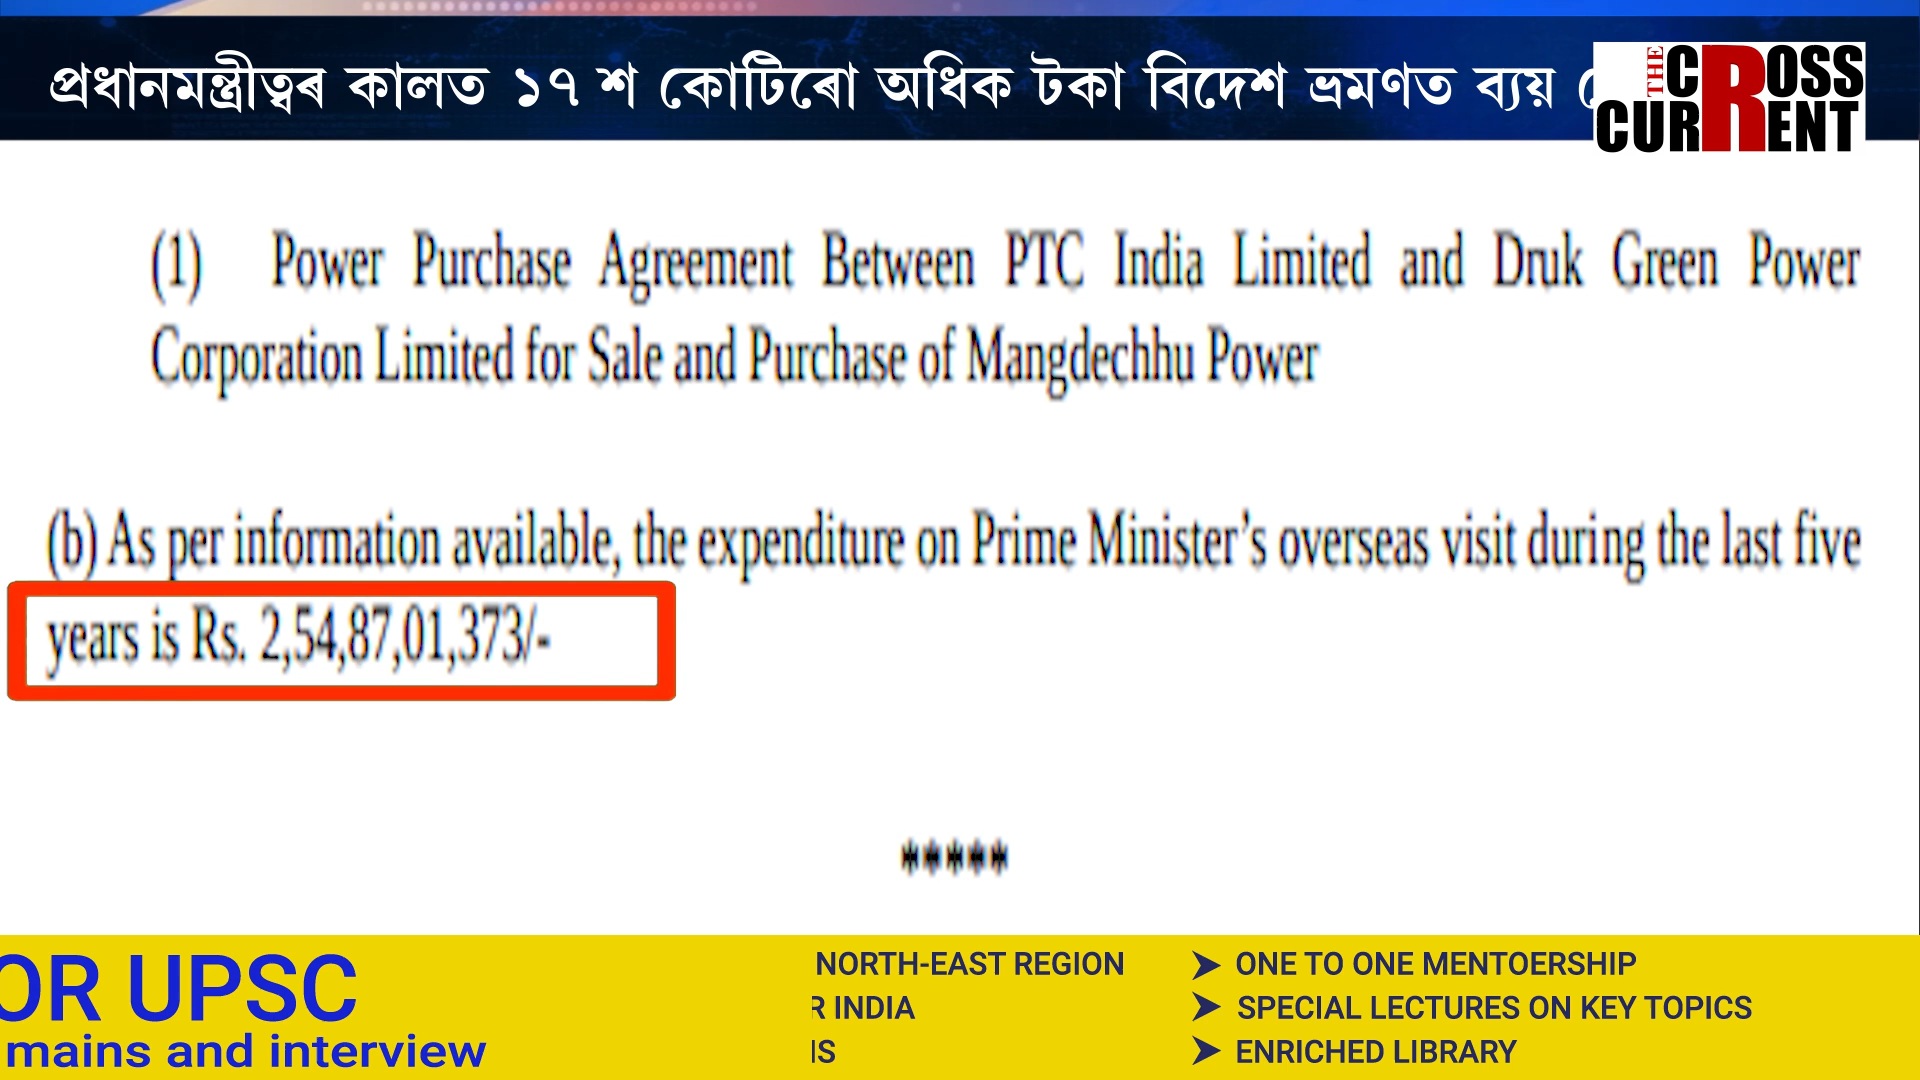 প্ৰধানমন্ত্ৰীত্বৰ কালত ১৭ শ কোটিৰো অধিক টকা বিদেশ ভ্ৰমণত ব্যয়
THE CROSS
CURRENT
(1) Power Purchase Agreement Between PTC India Limited and Druk Green Power
Corporation Limited for Sale and Purchase of Mangdechhu Power
(b) As per information available, the expenditure on Prime Minister’s overseas visit during the last five
years is Rs. 2,54,87,01,373/-
*****
OR UPSC
mains and interview
NORTH-EAST REGION
R INDIA
IS
➤ ONE TO ONE MENTOERSHIP
➤ SPECIAL LECTURES ON KEY TOPICS
➤ ENRICHED LIBRARY